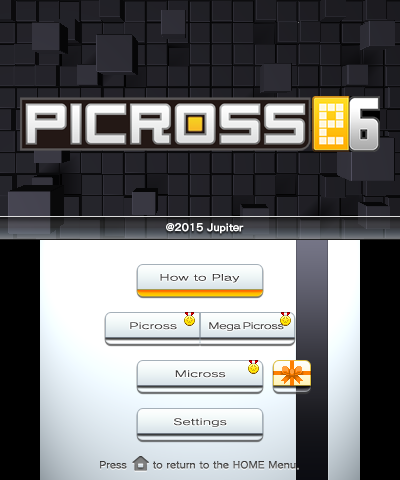 PICROSS e6
@2015 Jupiter
How to Play
Picross
Mega Picross
Micross
Settings
Press to return to the HOME Menu.